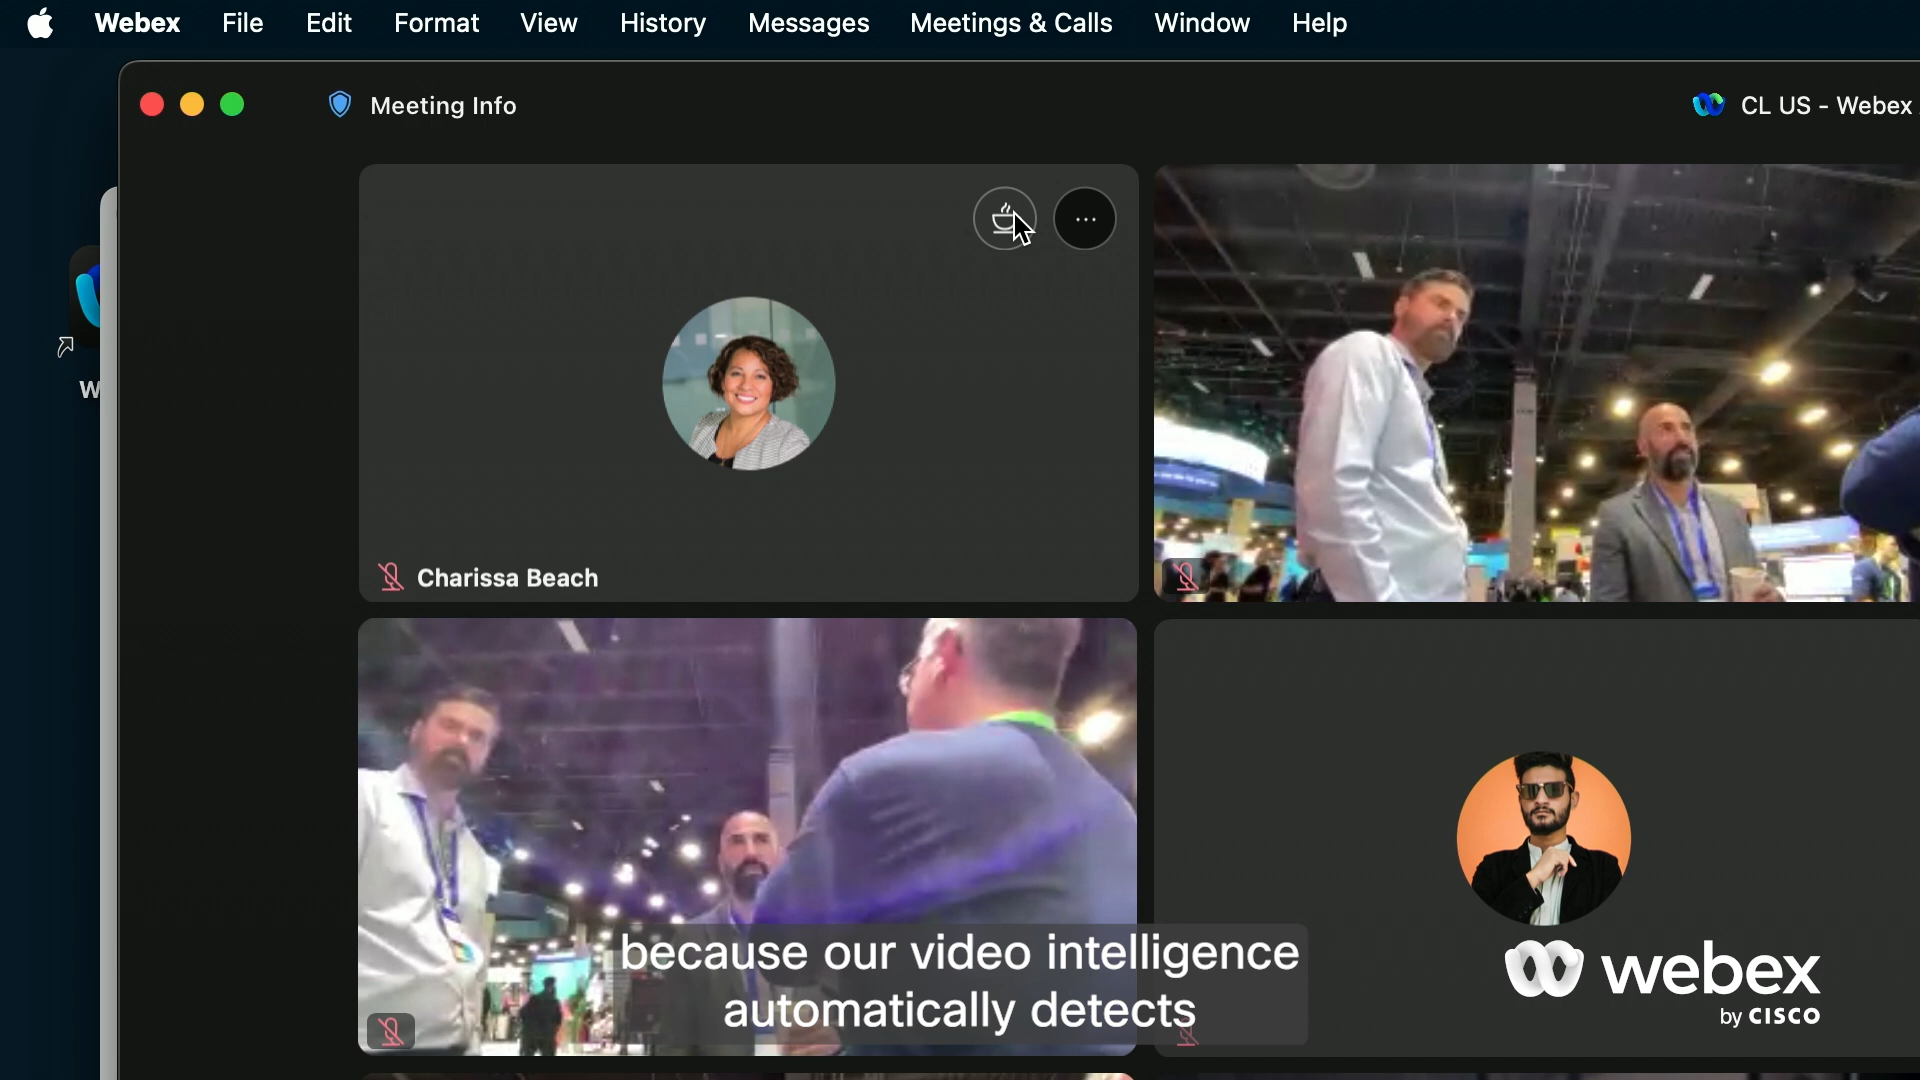 Webex File Edit Format View History Messages Meetings & Calls Window Help
Meeting Info
CL US - Webex
W
Charissa Beach
because our video intelligence
automatically detects
webex
by CISCO